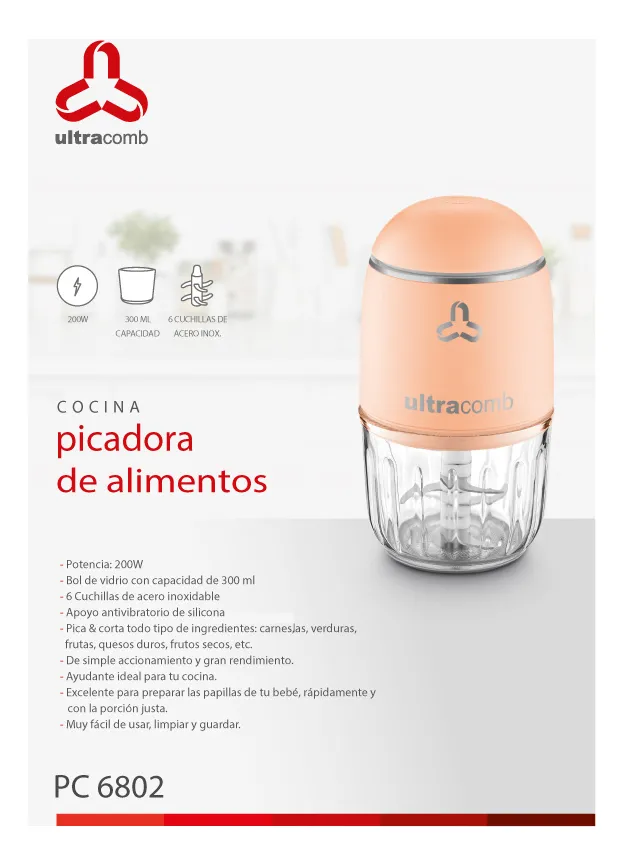 ultracomb
200W
300 ML
CAPACIDAD
6 CUCHILLAS DE
ACERO INOX.
ultracomb
COCINA
picadora
de alimentos
- Potencia: 200W
- Bol de vidrio con capacidad de 300 ml
- 6 Cuchillas de acero inoxidable
- Apoyo antivibratorio de silicona
- Pica & corta todo tipo de ingredientes: carnes,las, verduras,
frutas, quesos duros, frutos secos, etc.
- De simple accionamiento y gran rendimiento.
- Ayudante ideal para tu cocina.
- Excelente para preparar las papillas de tu bebé, rápidamente y
con la porción justa.
- Muy fácil de usar, limpiar y guardar.
PC 6802